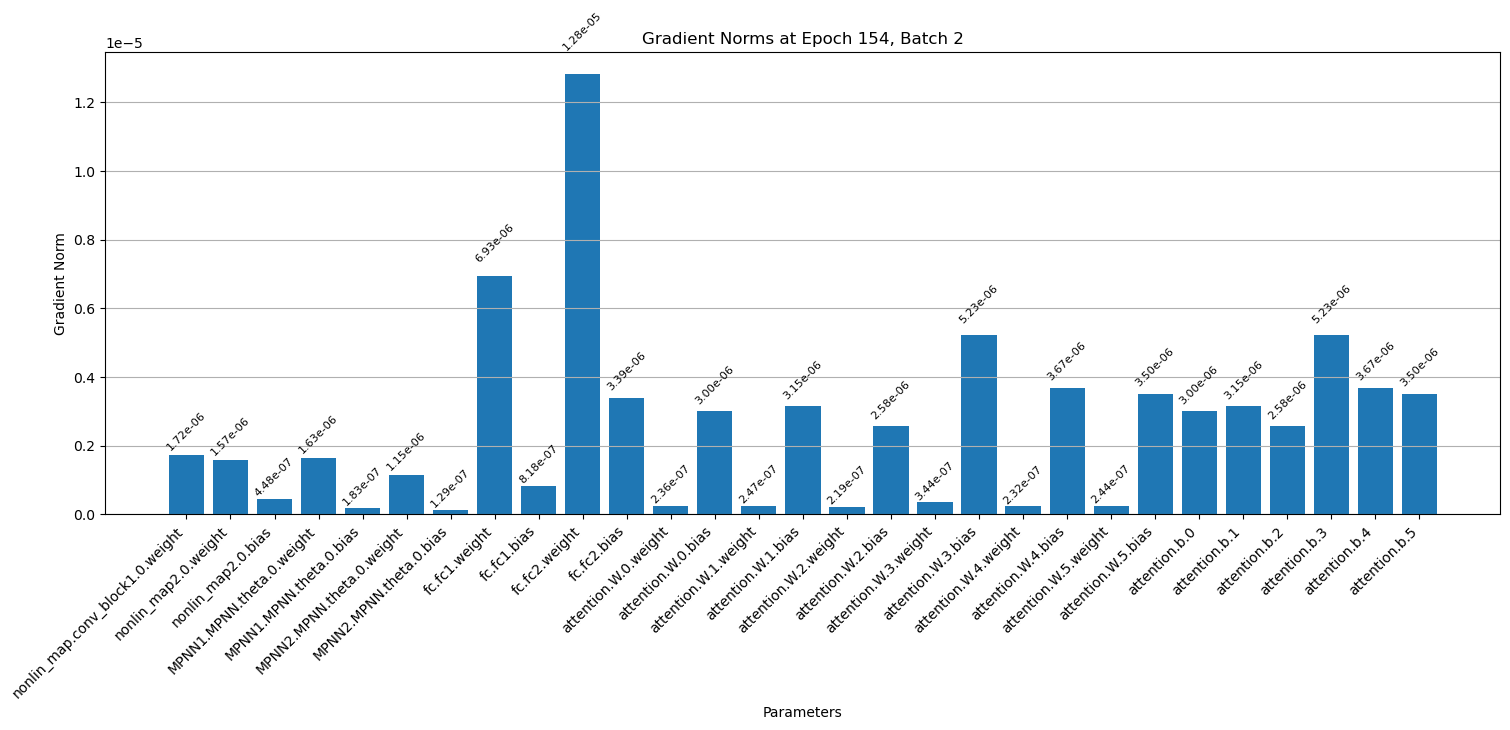 Gradient Norms at Epoch 154, Batch 2
1e−5
1.2
1.0
0.8
0.6
0.4
0.2
0.0
Gradient Norm
1.72e-06
1.57e-06
4.48e-07
1.63e-06
1.83e-07
1.15e-06
1.29e-07
6.93e-06
8.18e-07
1.28e-05
3.39e-06
2.36e-07
3.00e-06
2.47e-07
3.15e-06
2.19e-07
2.58e-06
3.44e-07
5.23e-06
2.32e-07
3.67e-06
2.44e-07
3.50e-06
3.00e-06
3.15e-06
2.58e-06
5.23e-06
3.67e-06
3.50e-06
nonlin_map.conv_block1.0.weight
nonlin_map2.0.weight
nonlin_map2.0.bias
MPNN1.MPNN.theta.0.weight
MPNN1.MPNN.theta.0.bias
MPNN2.MPNN.theta.0.weight
MPNN2.MPNN.theta.0.bias
fc.fc1.weight
fc.fc1.bias
fc.fc2.weight
fc.fc2.bias
attention.W.0.weight
attention.W.0.bias
attention.W.1.weight
attention.W.1.bias
attention.W.2.weight
attention.W.2.bias
attention.W.3.weight
attention.W.3.bias
attention.W.4.weight
attention.W.4.bias
attention.W.5.weight
attention.W.5.bias
attention.b.0
attention.b.1
attention.b.2
attention.b.3
attention.b.4
attention.b.5
Parameters